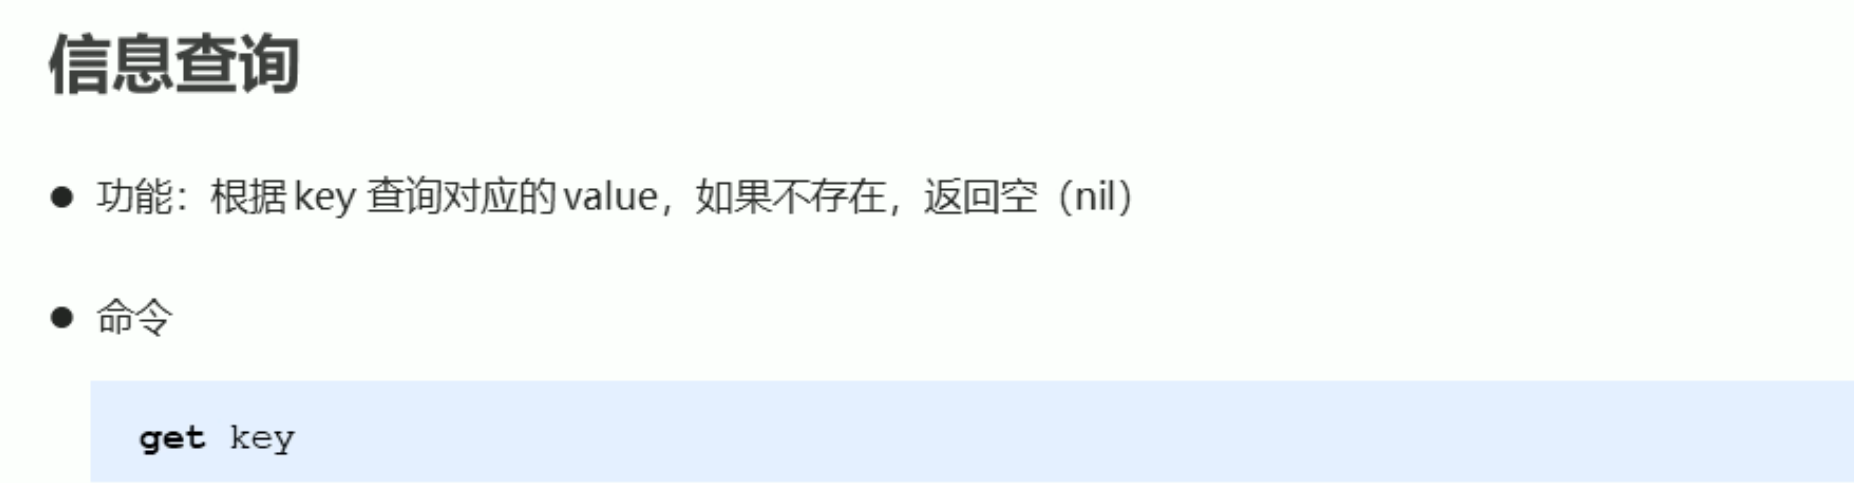 信息查询
● 功能：根据 key 查询对应的 value，如果不存在，返回空（nil）
● 命令
get key